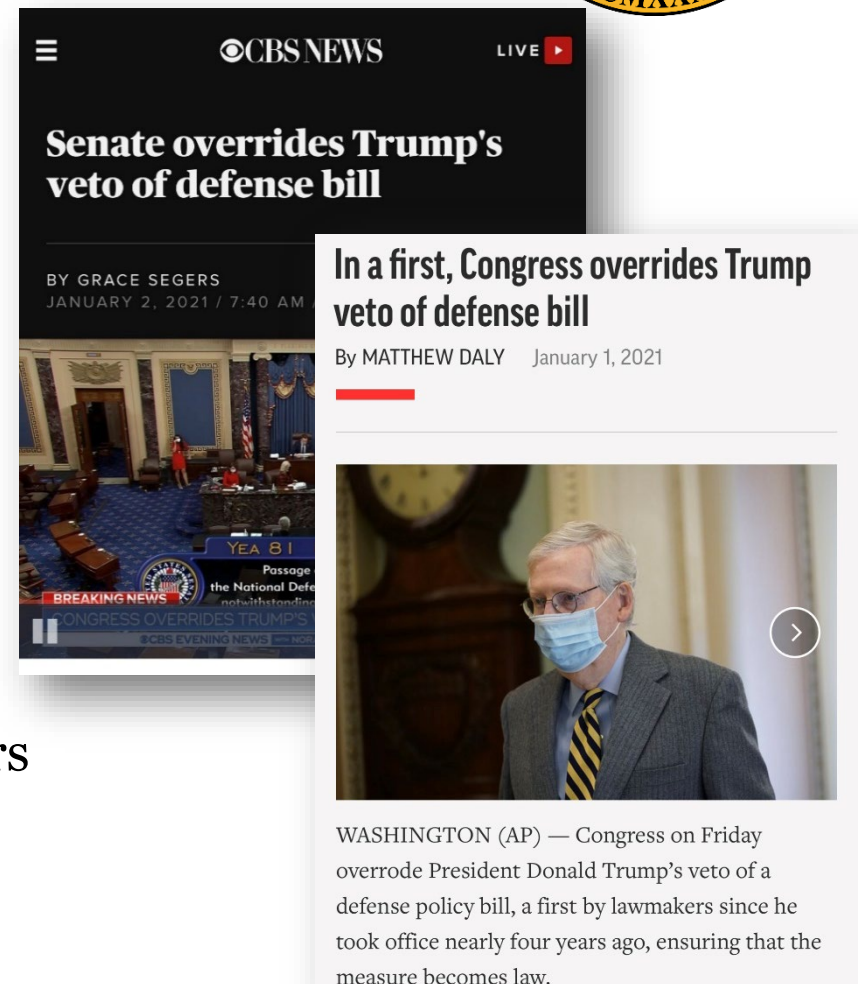 CBS NEWS
LIVE
Senate overrides Trump's
veto of defense bill
BY GRACE SEGERS
JANUARY 2, 2021 / 7:40 AM
YEA 81
Passage
the National Defe
notwithstanding
BREAKING NEWS
CONGRESS OVERRIDES TRUMP'S
CBS EVENING NEWS
In a first, Congress overrides Trump
veto of defense bill
By MATTHEW DALY January 1, 2021
WASHINGTON (AP) — Congress on Friday
overrode President Donald Trump's veto of a
defense policy bill, a first by lawmakers since he
took office nearly four years ago, ensuring that the
measure becomes law.
rs